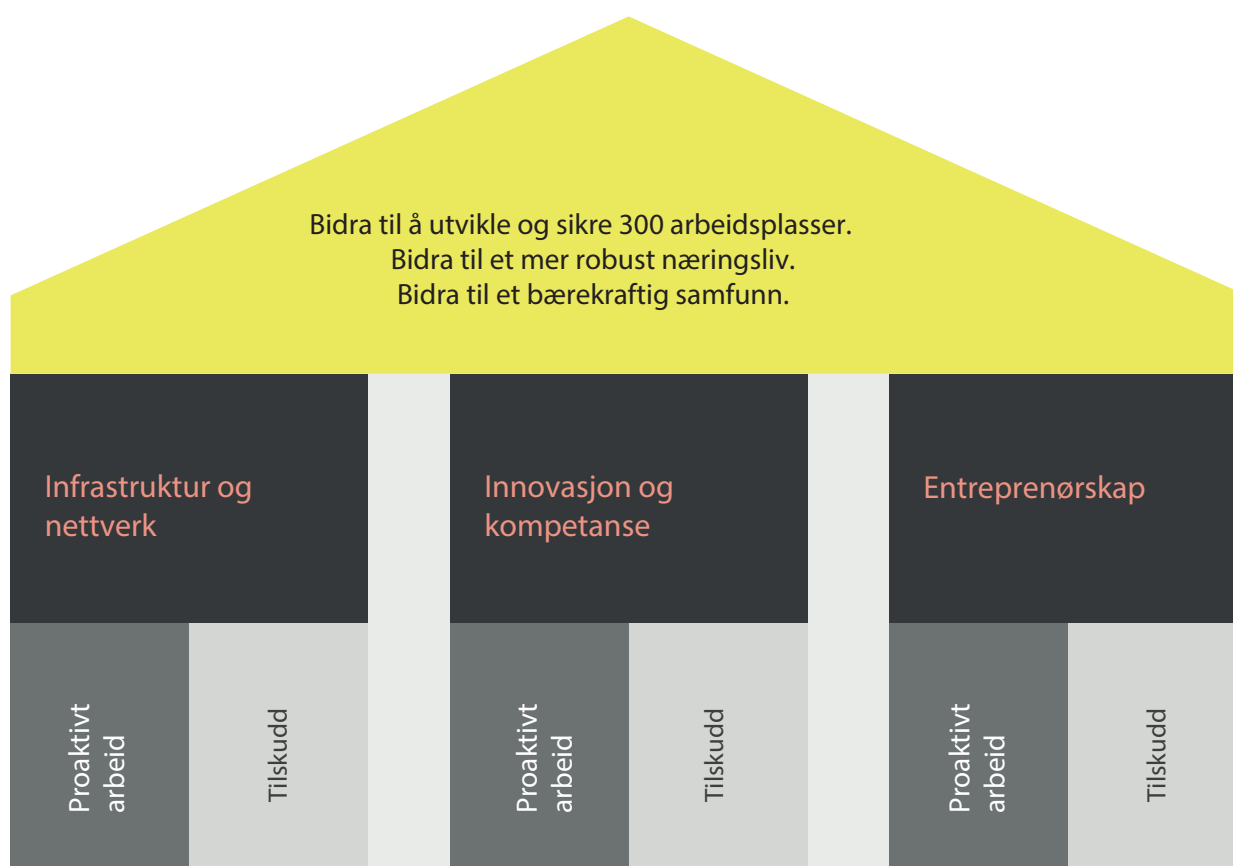 Bidra til å utvikle og sikre 300 arbeidsplasser.
Bidra til et mer robust næringsliv.
Bidra til et bærekraftig samfunn.
Infrastruktur og
nettverk
Innovasjon og
kompetanse
Entreprenørskap
Proaktivt
arbeid
Tilskudd
Proaktivt
arbeid
Tilskudd
Proaktivt
arbeid
Tilskudd